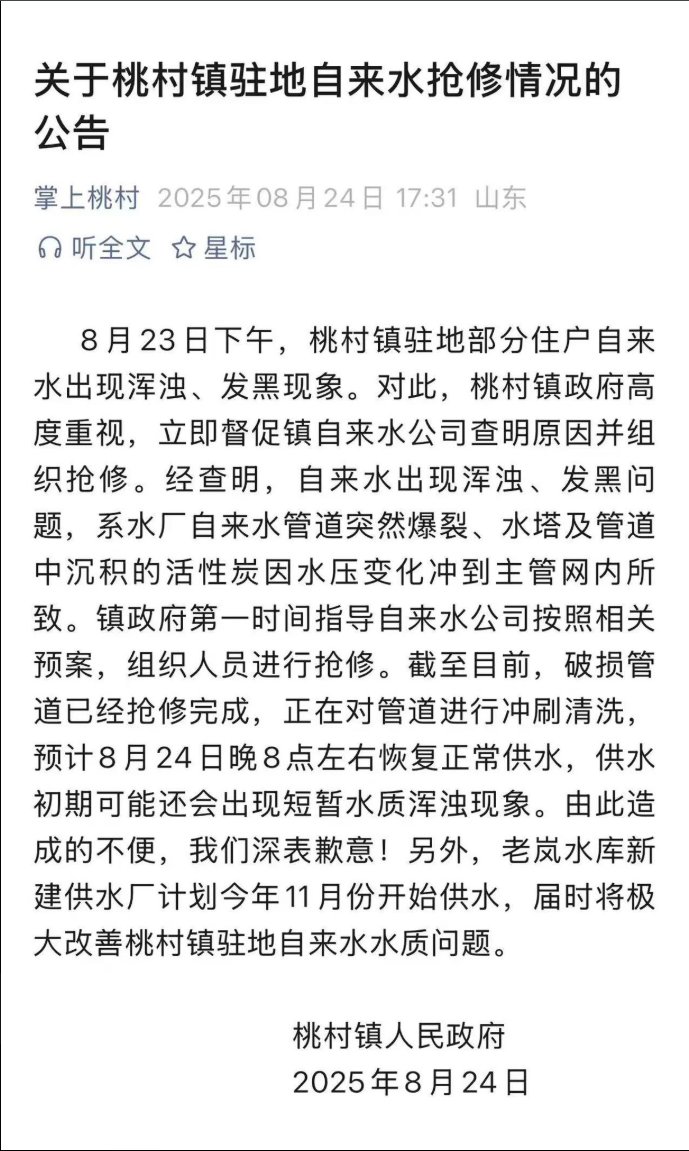 关于桃村镇驻地自来水抢修情况的
公告
掌上桃村 2025年08月24日 17:31 山东
听全文 星标
8月23日下午，桃村镇驻地部分住户自来
水出现浑浊、发黑现象。对此，桃村镇政府高
度重视，立即督促镇自来水公司查明原因并组
织抢修。经查明，自来水出现浑浊、发黑问
题，系水厂自来水管道突然爆裂、水塔及管道
中沉积的活性炭因水压变化冲到主管网内所
致。镇政府第一时间指导自来水公司按照相关
预案，组织人员进行抢修。截至目前，破损管
道已经抢修完成，正在对管道进行冲刷清洗，
预计8月24日晚8点左右恢复正常供水，供水
初期可能还会出现短暂水质浑浊现象。由此造
成的不便，我们深表歉意！另外，老岚水库新
建供水厂计划今年11月份开始供水，届时将极
大改善桃村镇驻地自来水水质问题。
桃村镇人民政府
2025年8月24日